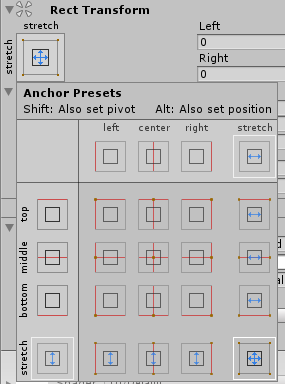 Rect Transform
stretch
Left
stretch
0
Right
0
Anchor Presets
Shift: Also set pivot Alt: Also set position
left center right stretch
top
middle
bottom
stretch